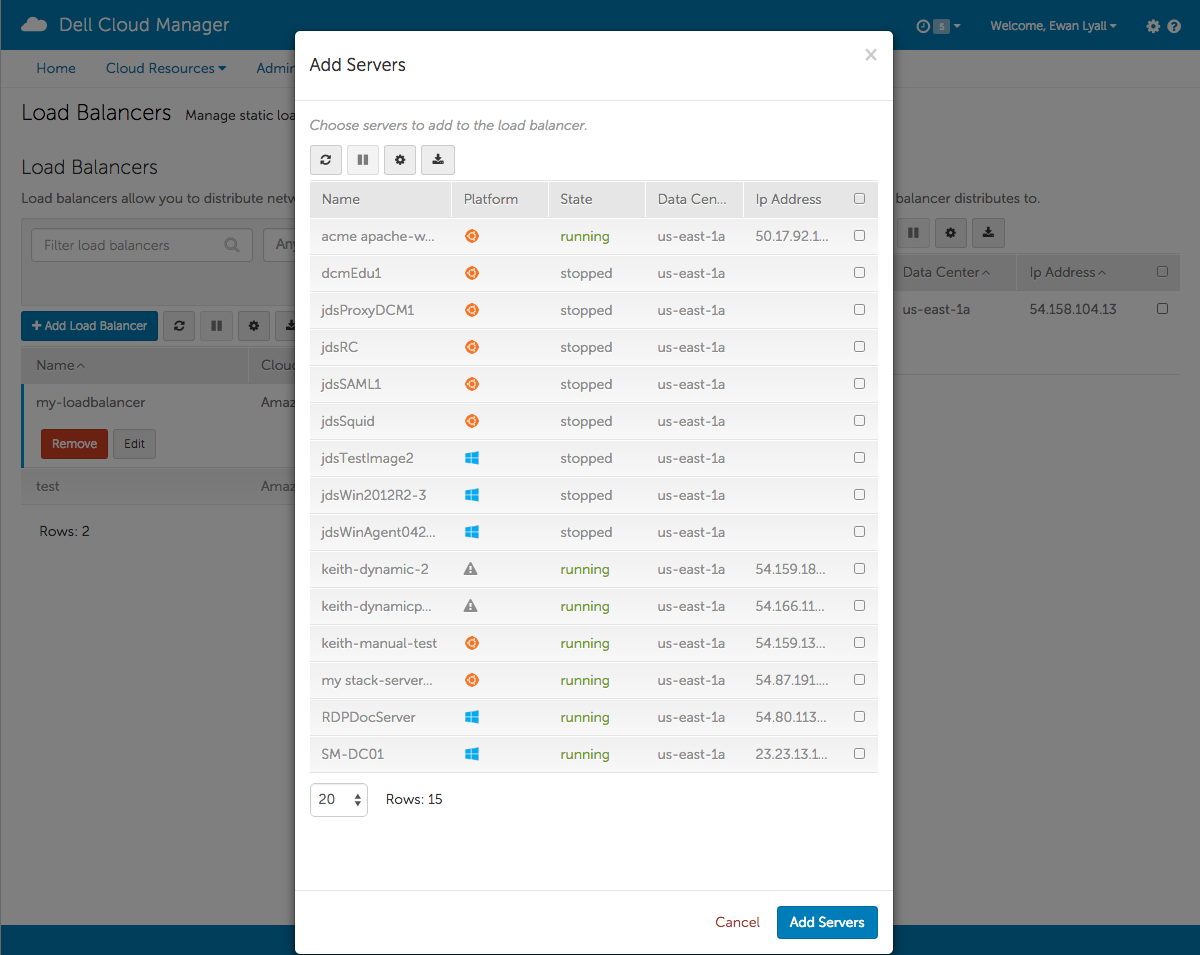 Dell Cloud Manager
5
Welcome, Ewan Lyall
Home Cloud Resources Admin
Load Balancers Manage static loa
Load Balancers
Load balancers allow you to distribute netw
balancer distributes to.
Filter load balancers
Any
+ Add Load Balancer
Name Cloud
my-loadbalancer Amaz
Remove Edit
test Amaz
Rows: 2
Data Center Ip Address
us-east-1a 54.158.104.13
Add Servers ×
Choose servers to add to the load balancer.
Name Platform State Data Cen... Ip Address
acme apache-w... running us-east-1a 50.17.92.1...
dcmEdu1 stopped us-east-1a
jdsProxyDCM1 stopped us-east-1a
jdsRC stopped us-east-1a
jdsSAML1 stopped us-east-1a
jdsSquid stopped us-east-1a
jdsTestImage2 stopped us-east-1a
jdsWin2012R2-3 stopped us-east-1a
jdsWinAgent042... stopped us-east-1a
keith-dynamic-2 running us-east-1a 54.159.18...
keith-dynamicp... running us-east-1a 54.166.11...
keith-manual-test running us-east-1a 54.159.13...
my stack-server... running us-east-1a 54.87.191....
RDPDocServer running us-east-1a 54.80.113...
SM-DC01 running us-east-1a 23.23.13.1...
20 Rows: 15
Cancel Add Servers